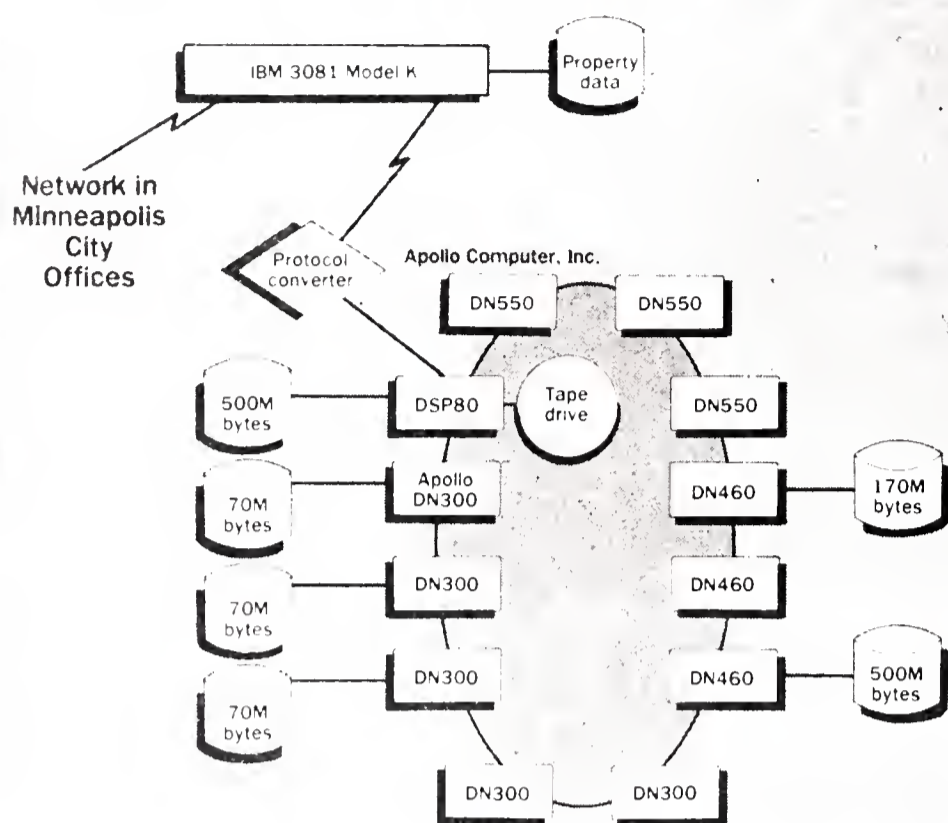 IBM 3081 Model K
Property
data
Network in
Minneapolis
City
Offices
Protocol
converter
Apollo Computer, Inc.
DN550
DN550
500M
bytes
DSP80
Tape
drive
DN550
70M
bytes
Apollo
DN300
DN460
170M
bytes
70M
bytes
DN300
DN460
70M
bytes
DN300
DN460
500M
bytes
DN300
DN300